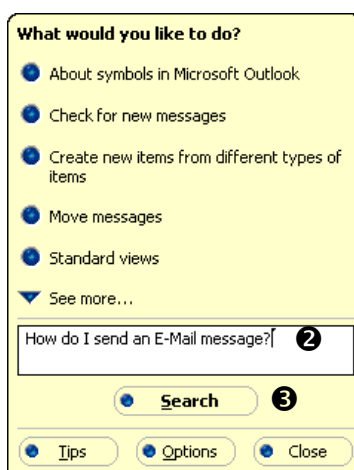 What would you like to do?
About symbols in Microsoft Outlook
Check for new messages
Create new items from different types of
items
Move messages
Standard views
See more...
How do I send an E-Mail message? ❷
Search ❸
Tips Options Close